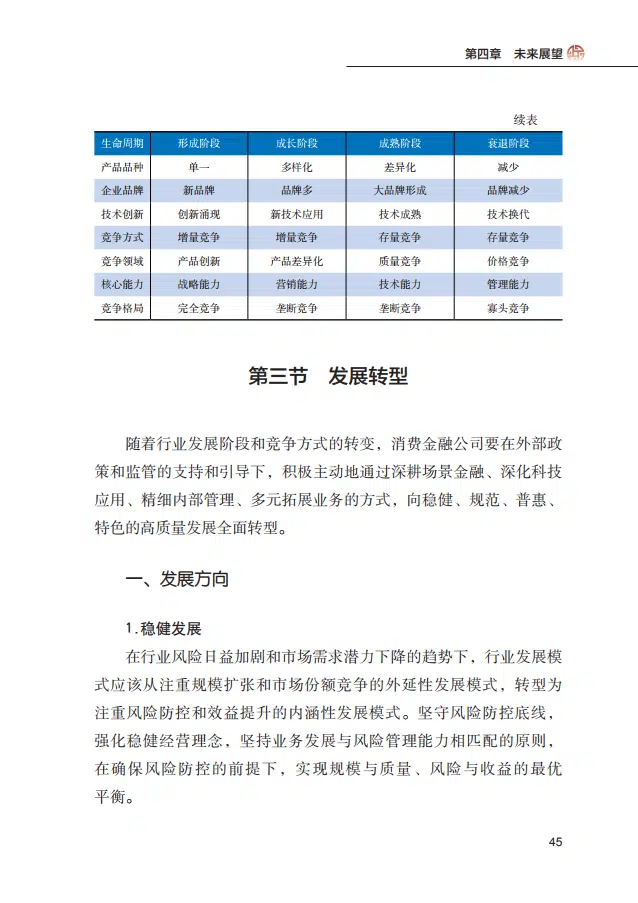 第四章 未来展望
续表
生命周期 形成阶段 成长阶段 成熟阶段 衰退阶段
产品品种 单一 多样化 差异化 减少
企业品牌 新品牌 品牌多 大品牌形成 品牌减少
技术创新 创新涌现 新技术应用 技术成熟 技术换代
竞争方式 增量竞争 增量竞争 存量竞争 存量竞争
竞争领域 产品创新 产品差异化 质量竞争 价格竞争
核心能力 战略能力 营销能力 技术能力 管理能力
竞争格局 完全竞争 垄断竞争 垄断竞争 寡头竞争
第三节 发展转型
随着行业发展阶段和竞争方式的转变，消费金融公司要在外部政
策和监管的支持和引导下，积极主动地通过深耕场景金融、深化科技
应用、精细内部管理、多元拓展业务的方式，向稳健、规范、普惠、
特色的高质量发展全面转型。
一、发展方向
1.稳健发展
在行业风险日益加剧和市场需求潜力下降的趋势下，行业发展模
式应该从注重规模扩张和市场份额竞争的外延性发展模式，转型为
注重风险防控和效益提升的内涵性发展模式。坚守风险防控底线，
强化稳健经营理念，坚持业务发展与风险管理能力相匹配的原则，
在确保风险防控的前提下，实现规模与质量、风险与收益的最优
平衡。
45